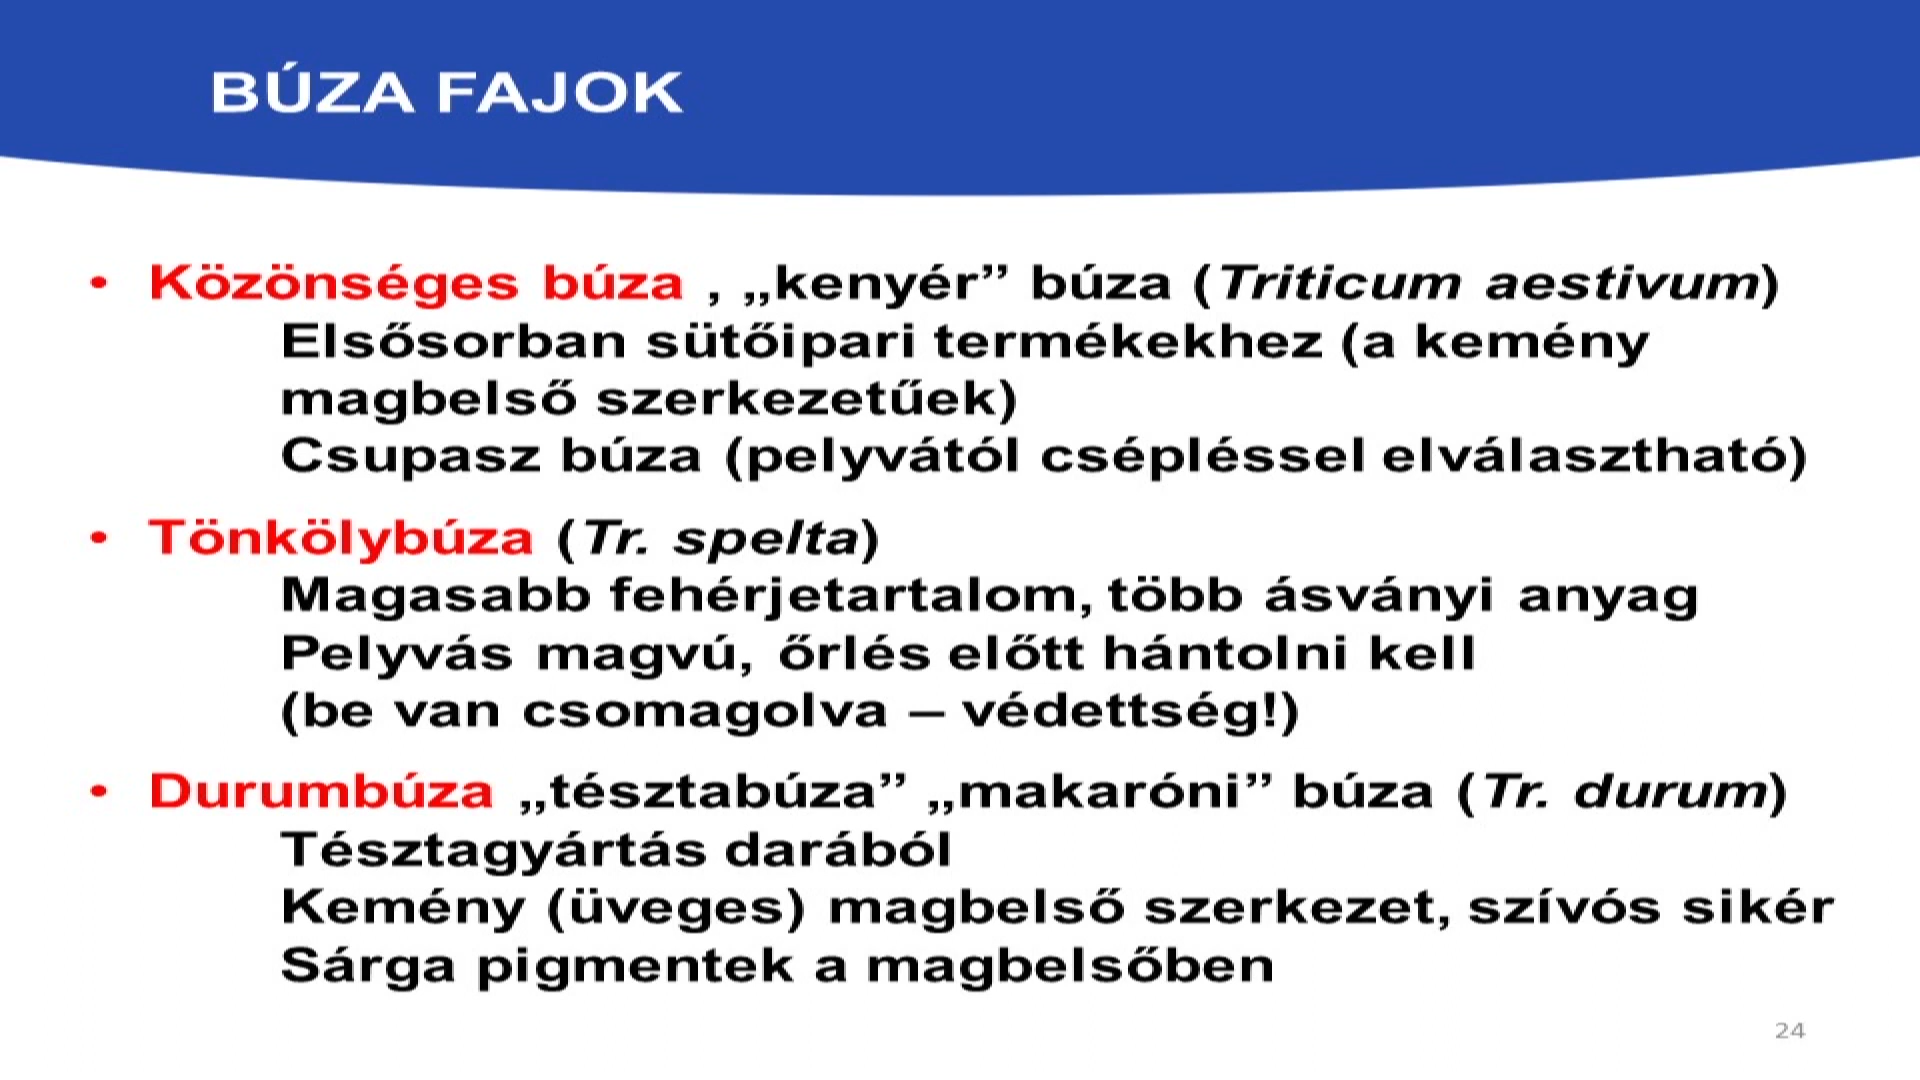 BÚZA FAJOK
• Közönséges búza , „kenyér” búza (Triticum aestivum)
Elsősorban sütőipari termékekhez (a kemény
magbelső szerkezetűek)
Csupasz búza (pelyvától csépléssel elválasztható)
• Tönkölybúza (Tr. spelta)
Magasabb fehérjetartalom, több ásványi anyag
Pelyvás magvú, őrlés előtt hántolni kell
(be van csomagolva – védettség!)
• Durumbúza „tésztabúza” „makaróni” búza (Tr. durum)
Tésztagyártás darából
Kemény (üveges) magbelső szerkezet, szívós sikér
Sárga pigmentek a magbelsőben
24